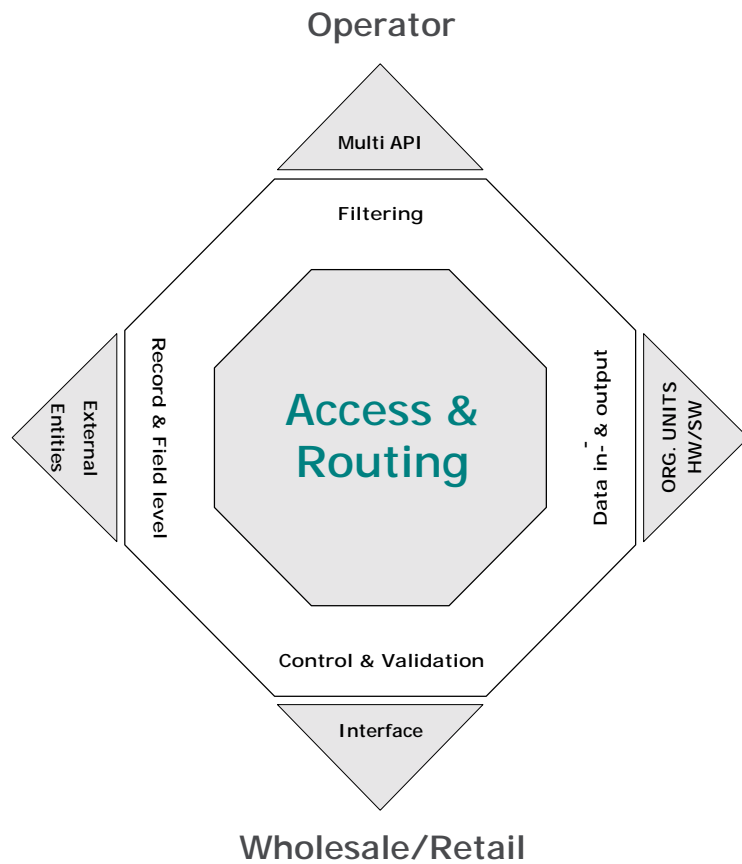 Operator
Multi API
Filtering
Record & Field level
External
Entities
Access &
Routing
Data in- & output
ORG. UNITS
HW/SW
Control & Validation
Interface
Wholesale/Retail